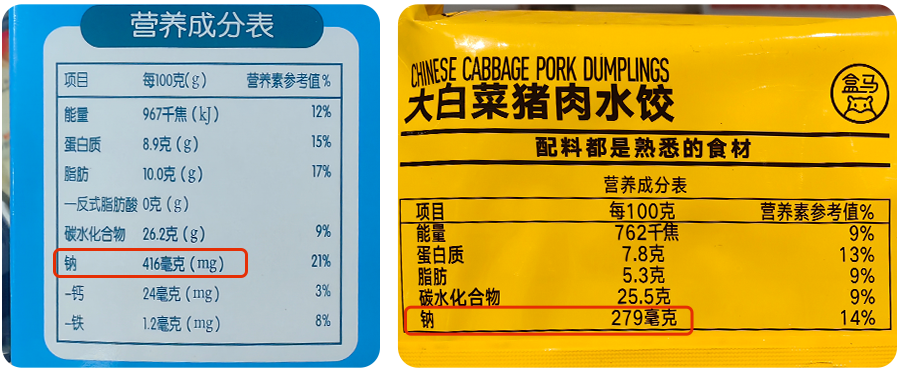 营养成分表
项目 每100克(g) 营养素参考值%
能量 967千焦(kJ) 12%
蛋白质 8.9克(g) 15%
脂肪 10.0克(g) 17%
—反式脂肪酸 0克(g)
碳水化合物 26.2克(g) 9%
钠 416毫克(mg) 21%
-钙 24毫克(mg) 3%
-铁 1.2毫克(mg) 8%
CHINESE CABBAGE PORK DUMPLINGS
大白菜猪肉水饺
盒马
配料都是熟悉的食材
营养成分表
项目 每100克 营养素参考值%
能量 762千焦 9%
蛋白质 7.8克 13%
脂肪 5.3克 9%
碳水化合物 25.5克 9%
钠 279毫克 14%